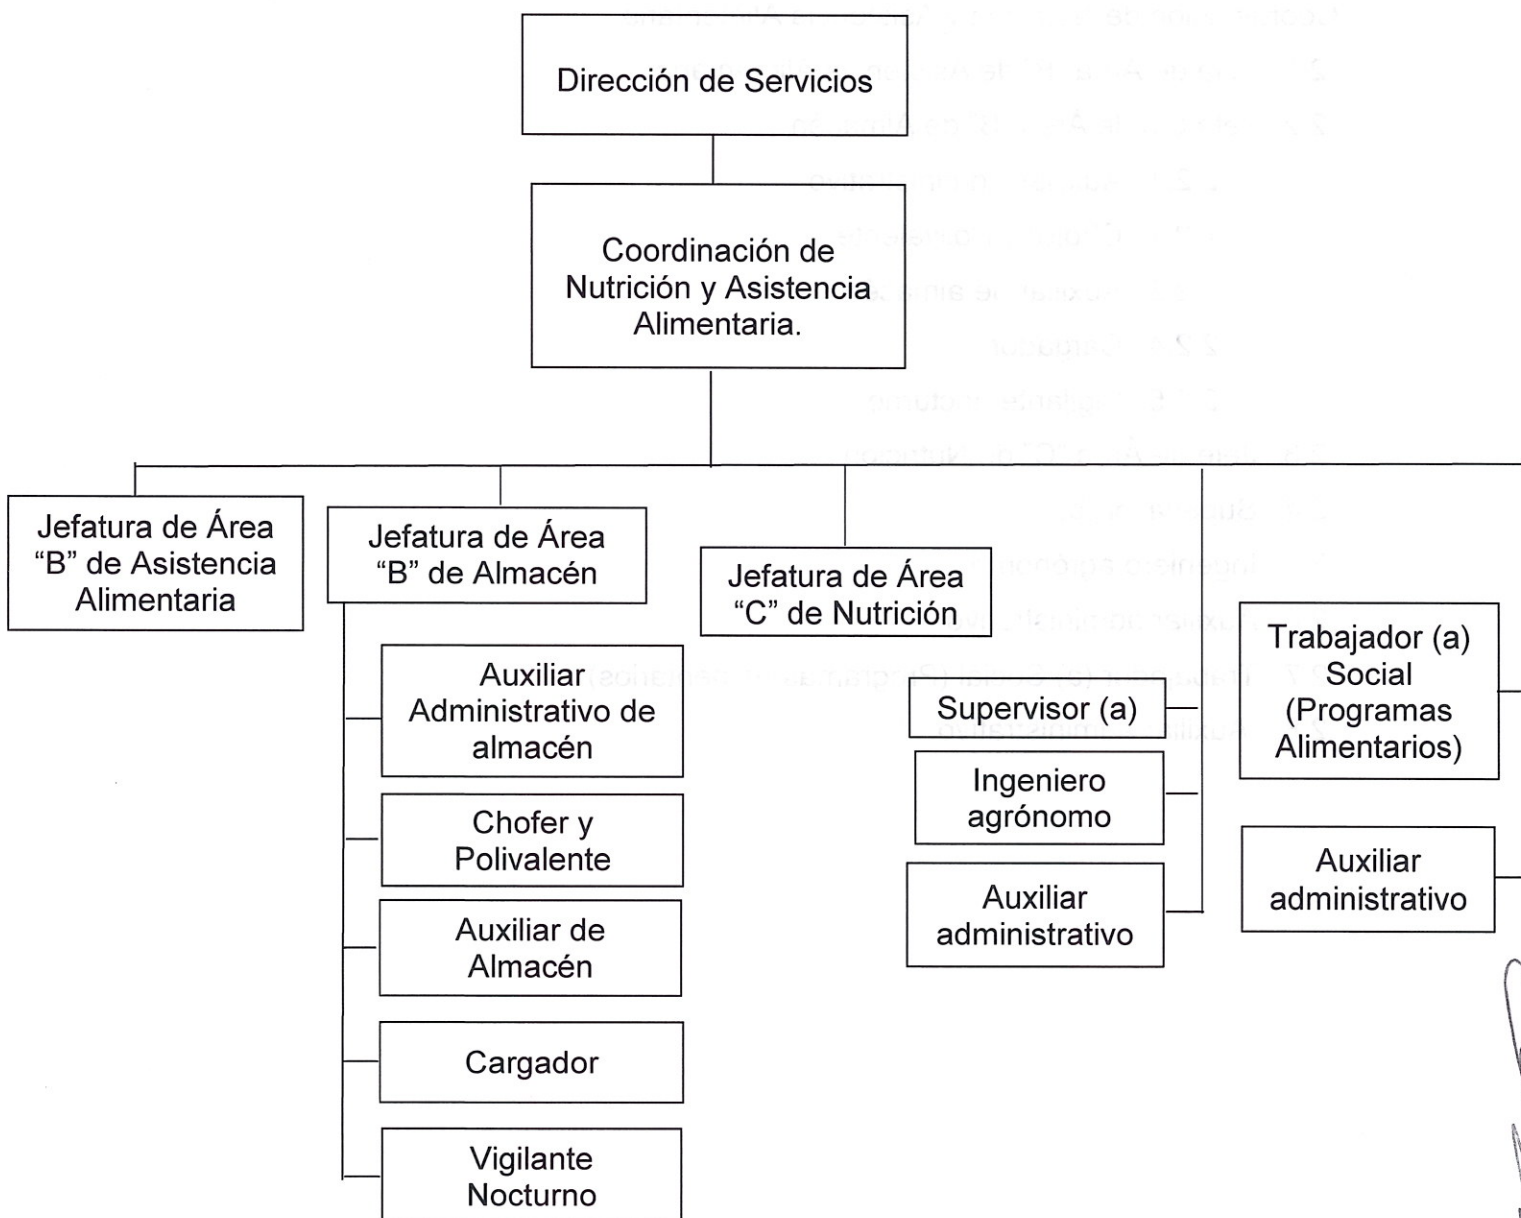 Dirección de Servicios
Coordinación de
Nutrición y Asistencia
Alimentaria.
Jefatura de Área
“B” de Asistencia
Alimentaria
Jefatura de Área
“B” de Almacén
Jefatura de Área
“C” de Nutrición
Auxiliar
Administrativo de
almacén
Chofer y
Polivalente
Auxiliar de
Almacén
Cargador
Vigilante
Nocturno
Supervisor (a)
Ingeniero
agrónomo
Auxiliar
administrativo
Trabajador (a)
Social
(Programas
Alimentarios)
Auxiliar
administrativo